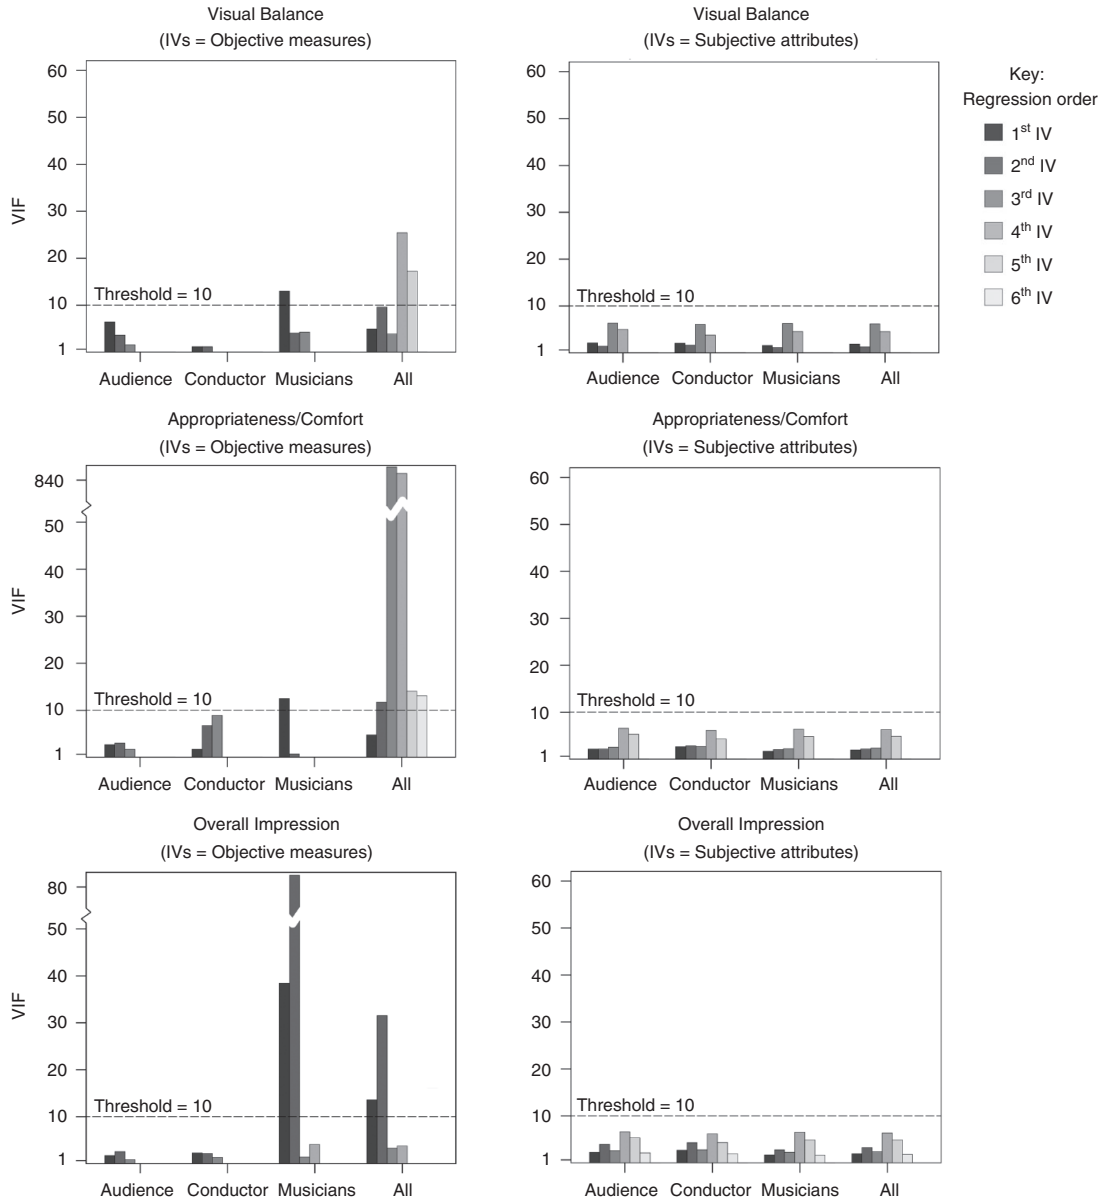 Visual Balance
(IVs = Objective measures)
60
50
40
30
20
10
1
VIF
Threshold = 10
Audience Conductor Musicians All
Visual Balance
(IVs = Subjective attributes)
60
50
40
30
20
10
1
Threshold = 10
Audience Conductor Musicians All
Key:
Regression order
1st IV
2nd IV
3rd IV
4th IV
5th IV
6th IV
Appropriateness/Comfort
(IVs = Objective measures)
840
50
40
30
20
10
1
VIF
Threshold = 10
Audience Conductor Musicians All
Appropriateness/Comfort
(IVs = Subjective attributes)
60
50
40
30
20
10
1
Threshold = 10
Audience Conductor Musicians All
Overall Impression
(IVs = Objective measures)
80
50
40
30
20
10
1
VIF
Threshold = 10
Audience Conductor Musicians All
Overall Impression
(IVs = Subjective attributes)
60
50
40
30
20
10
1
Threshold = 10
Audience Conductor Musicians All